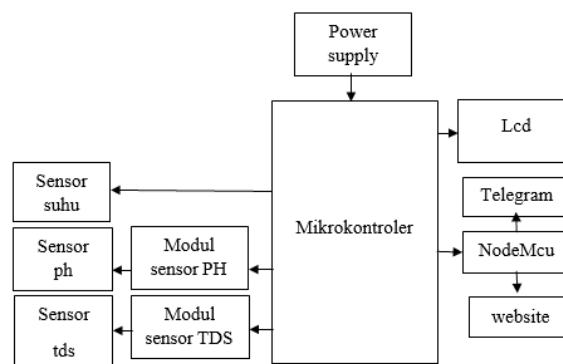 Power
supply
Lcd
Sensor
suhu
Telegram
Mikrokontroler
Sensor
ph
Modul
sensor PH
NodeMcu
Sensor
tds
Modul
sensor TDS
website